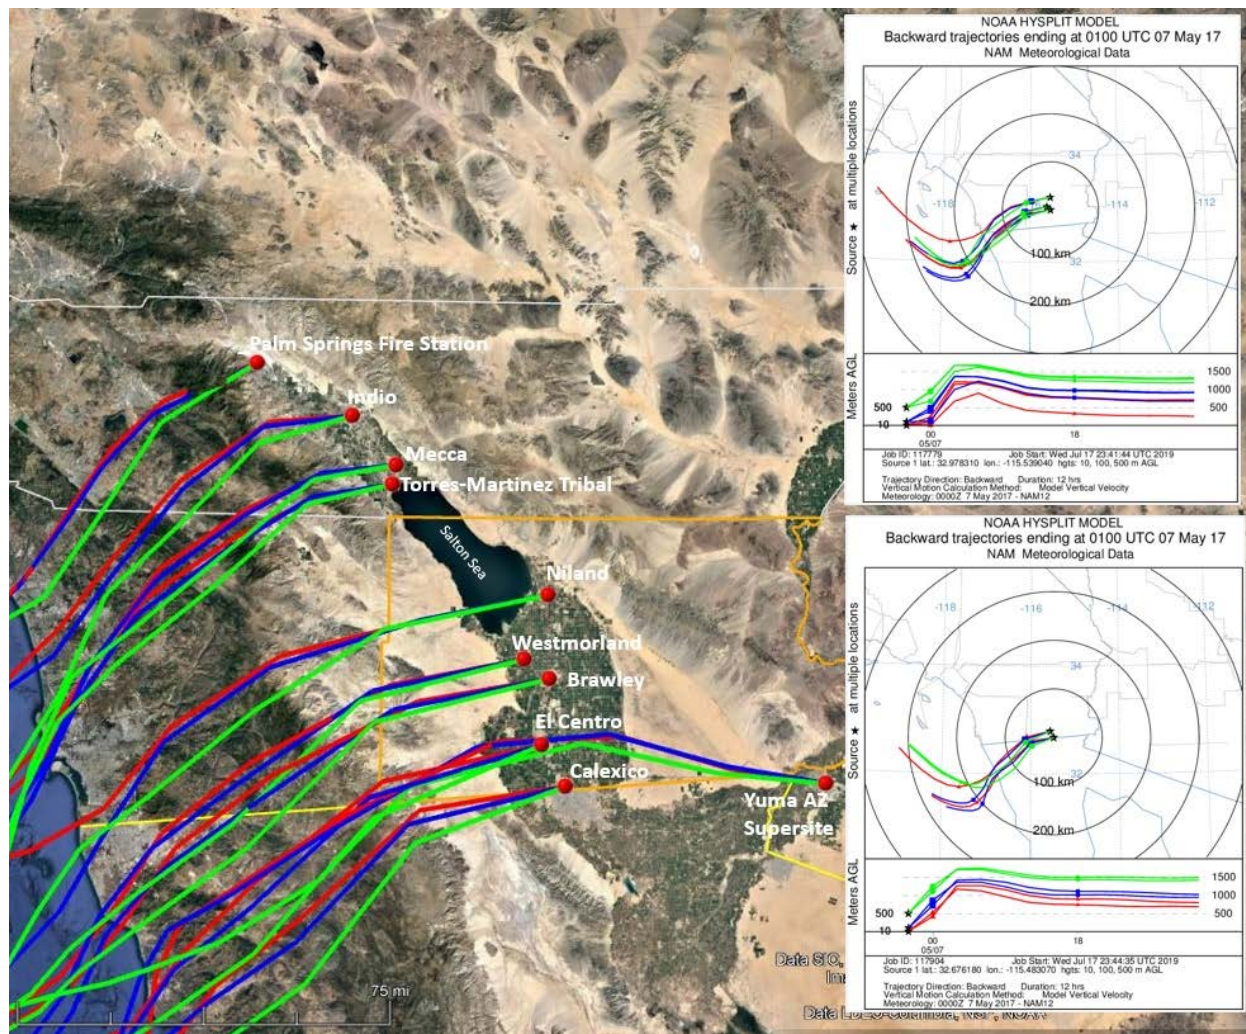 Palm Springs Fire Station
Indio
Mecca
Torres-Martinez Tribal
Salton Sea
Niland
Westmorland
Brawley
El Centro
Calexico
Yuma AZ
Supersite
75 mi
Data SIO,
Data LDEO-Columbia, NSF, NOAA
NOAA HYSPLIT MODEL
Backward trajectories ending at 0100 UTC 07 May 17
NAM Meteorological Data
Source ★ at multiple locations
34
-118
-114
-112
100 km
32
200 km
Meters AGL
1500
1000
500
500
10
00
18
05/07
Job ID: 117779 Job Start: Wed Jul 17 23:41:44 UTC 2019
Source 1 lat.: 32.978310 lon.: -115.539040 hgts: 10, 100, 500 m AGL
Trajectory Direction: Backward Duration: 12 hrs
Vertical Motion Calculation Method: Model Vertical Velocity
Meteorology: 0000Z 7 May 2017 - NAM12
NOAA HYSPLIT MODEL
Backward trajectories ending at 0100 UTC 07 May 17
NAM Meteorological Data
Source ★ at multiple locations
-118
-116
-114
-112
34
100 km
32
200 km
Meters AGL
1500
1000
500
500
10
00
18
05/07
Job ID: 117904 Job Start: Wed Jul 17 23:44:35 UTC 2019
Source 1 lat.: 32.676180 lon.: -115.483070 hgts: 10, 100, 500 m AGL
Trajectory Direction: Backward Duration: 12 hrs
Vertical Motion Calculation Method: Model Vertical Velocity
Meteorology: 0000Z 7 May 2017 - NAM12